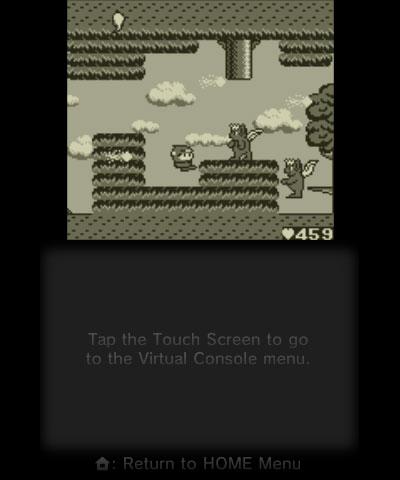 ♥459
Tap the Touch Screen to go
to the Virtual Console menu.
: Return to HOME Menu